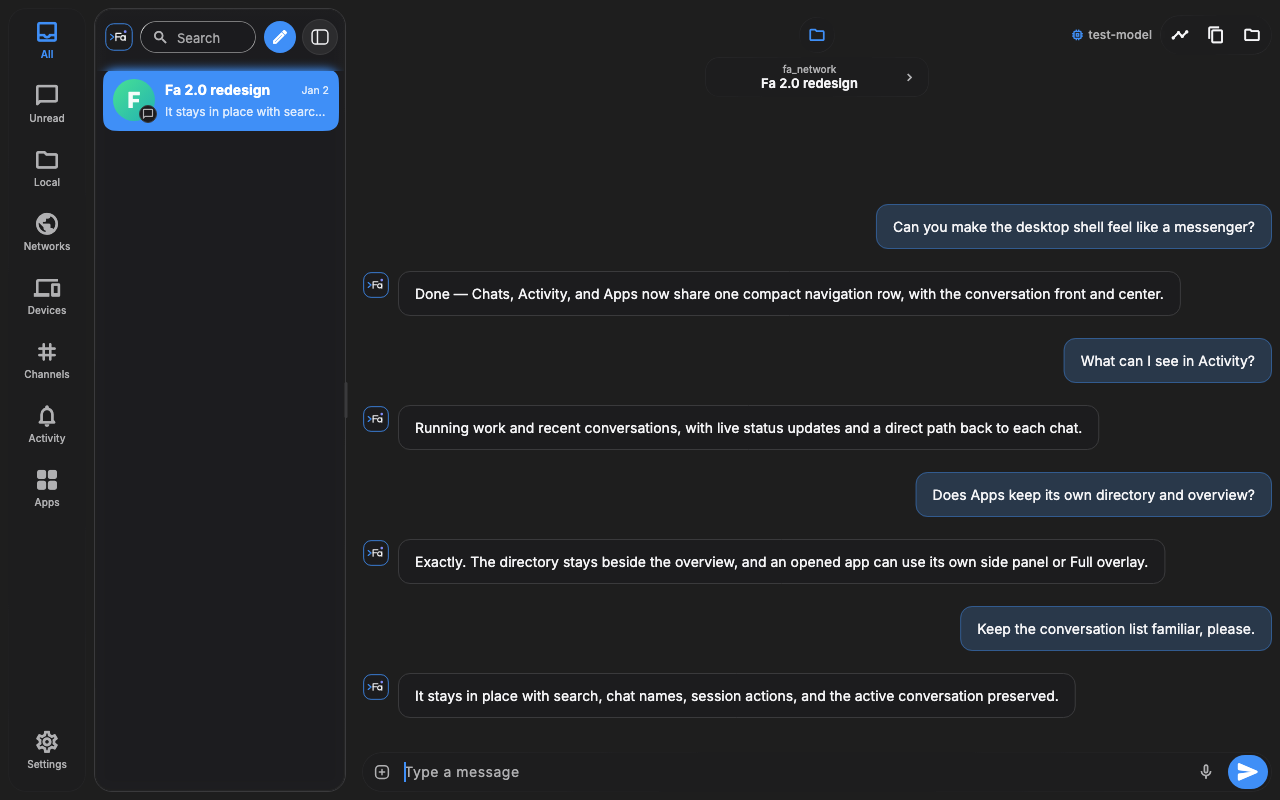 All
Unread
Local
Networks
Devices
Channels
Activity
Apps
Settings
>Fa
Search
Fa 2.0 redesign
Jan 2
F
It stays in place with searc...
test-model
fa_network
Fa 2.0 redesign
Can you make the desktop shell feel like a messenger?
>Fa
Done — Chats, Activity, and Apps now share one compact navigation row, with the conversation front and center.
What can I see in Activity?
>Fa
Running work and recent conversations, with live status updates and a direct path back to each chat.
Does Apps keep its own directory and overview?
>Fa
Exactly. The directory stays beside the overview, and an opened app can use its own side panel or Full overlay.
Keep the conversation list familiar, please.
>Fa
It stays in place with search, chat names, session actions, and the active conversation preserved.
Type a message